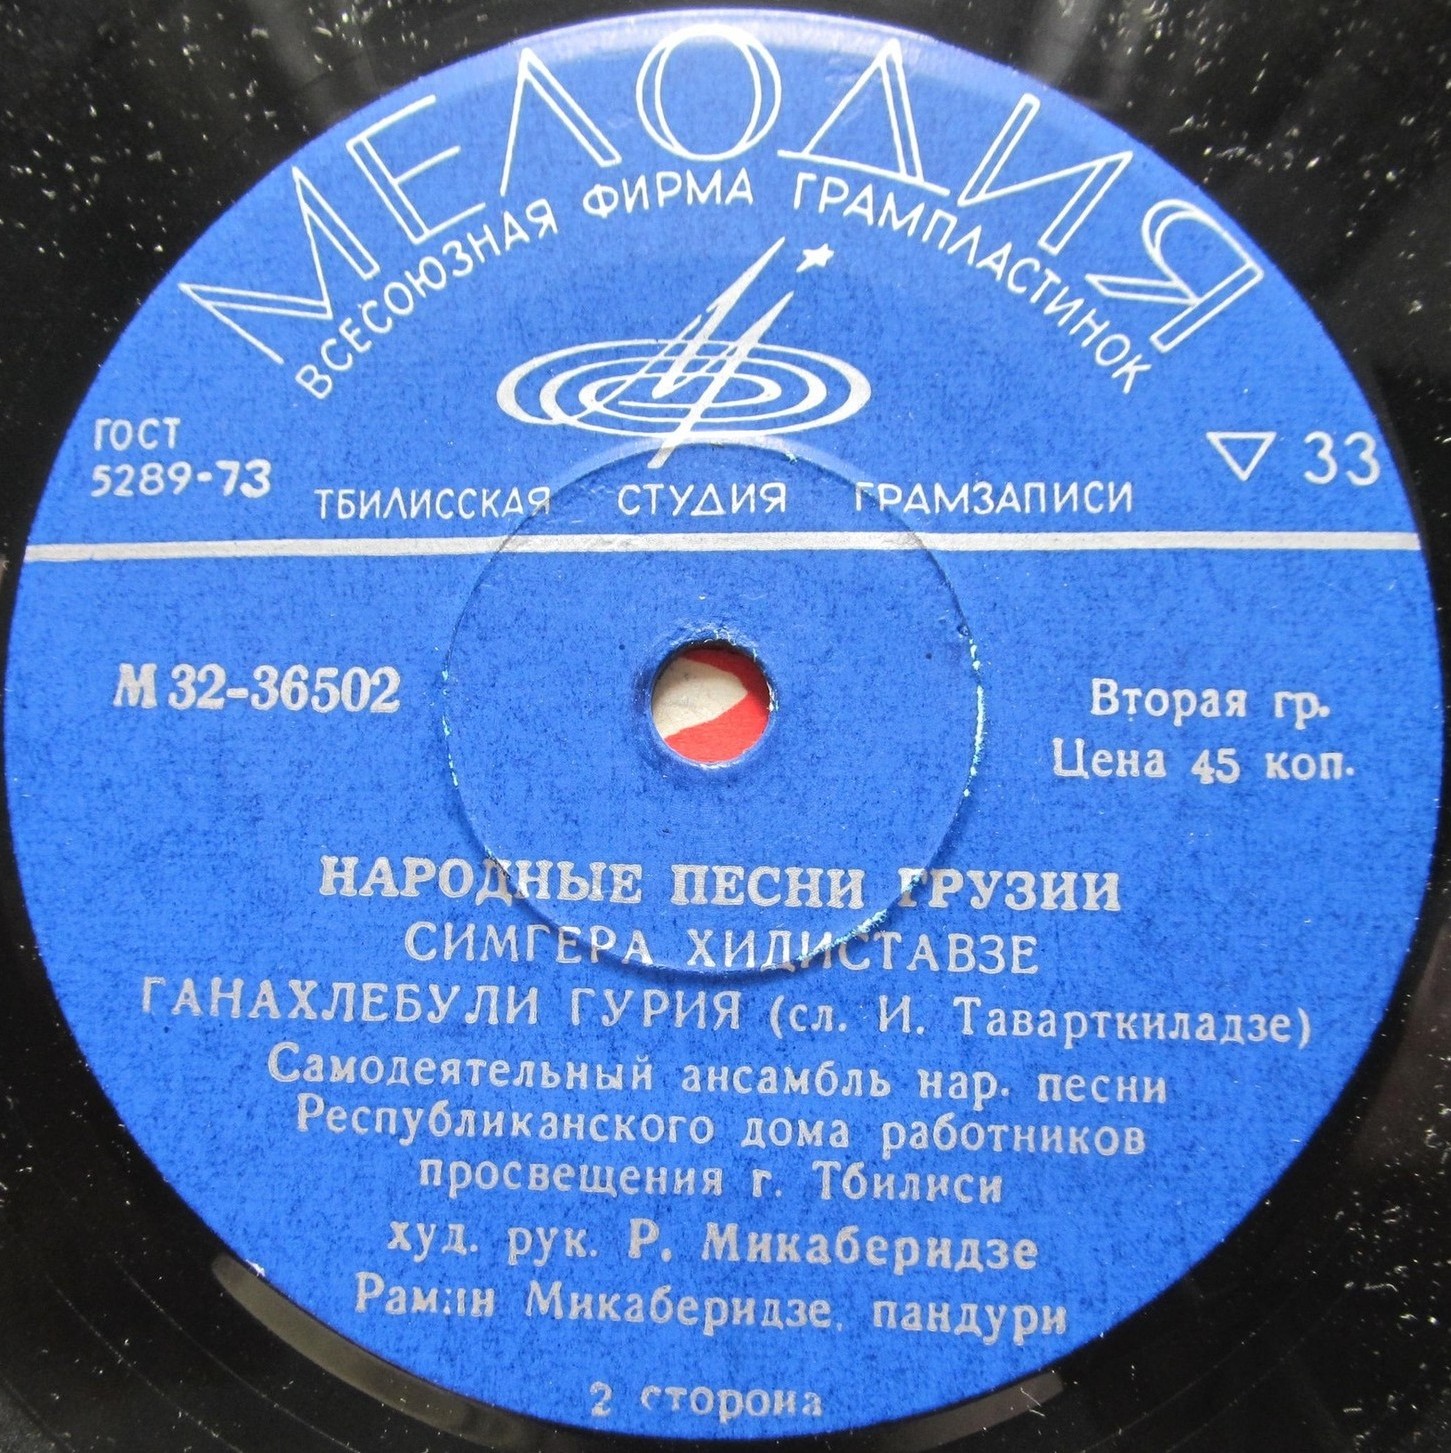 МЕЛОДИЯ
ВСЕСОЮЗНАЯ ФИРМА ГРАМПЛАСТИНОК
ГОСТ
5289-73
▽ 33
ТБИЛИССКАЯ СТУДИЯ ГРАМЗАПИСИ
М 32-36502
Вторая гр.
Цена 45 коп.
НАРОДНЫЕ ПЕСНИ ГРУЗИИ
СИМГЕРА ХИДИСТАВЗЕ
ГАНАХЛЕБУЛИ ГУРИЯ (сл. И. Таварткиладзе)
Самодеятельный ансамбль нар. песни
Республиканского дома работников
просвещения г. Тбилиси
худ. рук. Р. Микаберидзе
Рамин Микаберидзе, пандури
2 сторона